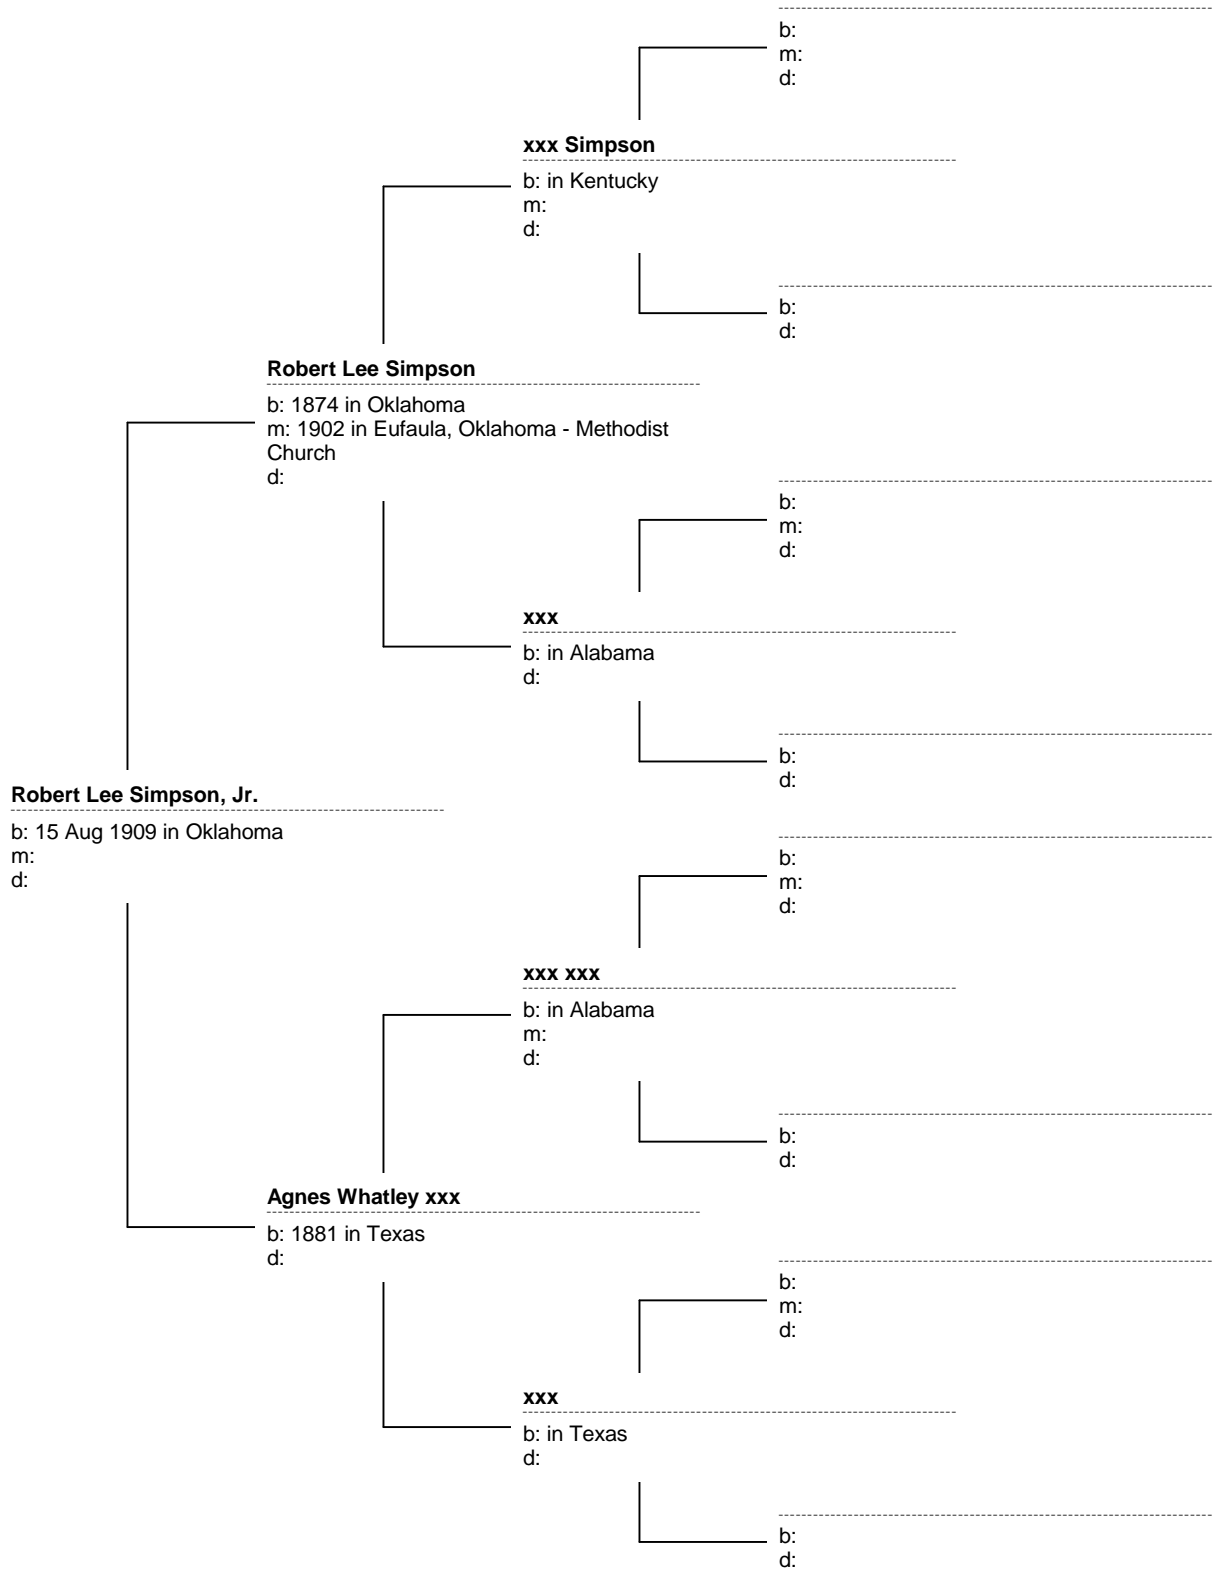 b:
m:
d:
xxx Simpson
b: in Kentucky
m:
d:
b:
d:
Robert Lee Simpson
b: 1874 in Oklahoma
m: 1902 in Eufaula, Oklahoma - Methodist
Church
d:
b:
m:
d:
xxx
b: in Alabama
d:
b:
d:
Robert Lee Simpson, Jr.
b: 15 Aug 1909 in Oklahoma
m:
d:
b:
m:
d:
xxx xxx
b: in Alabama
m:
d:
b:
d:
Agnes Whatley xxx
b: 1881 in Texas
d:
b:
m:
d:
xxx
b: in Texas
d:
b:
d: